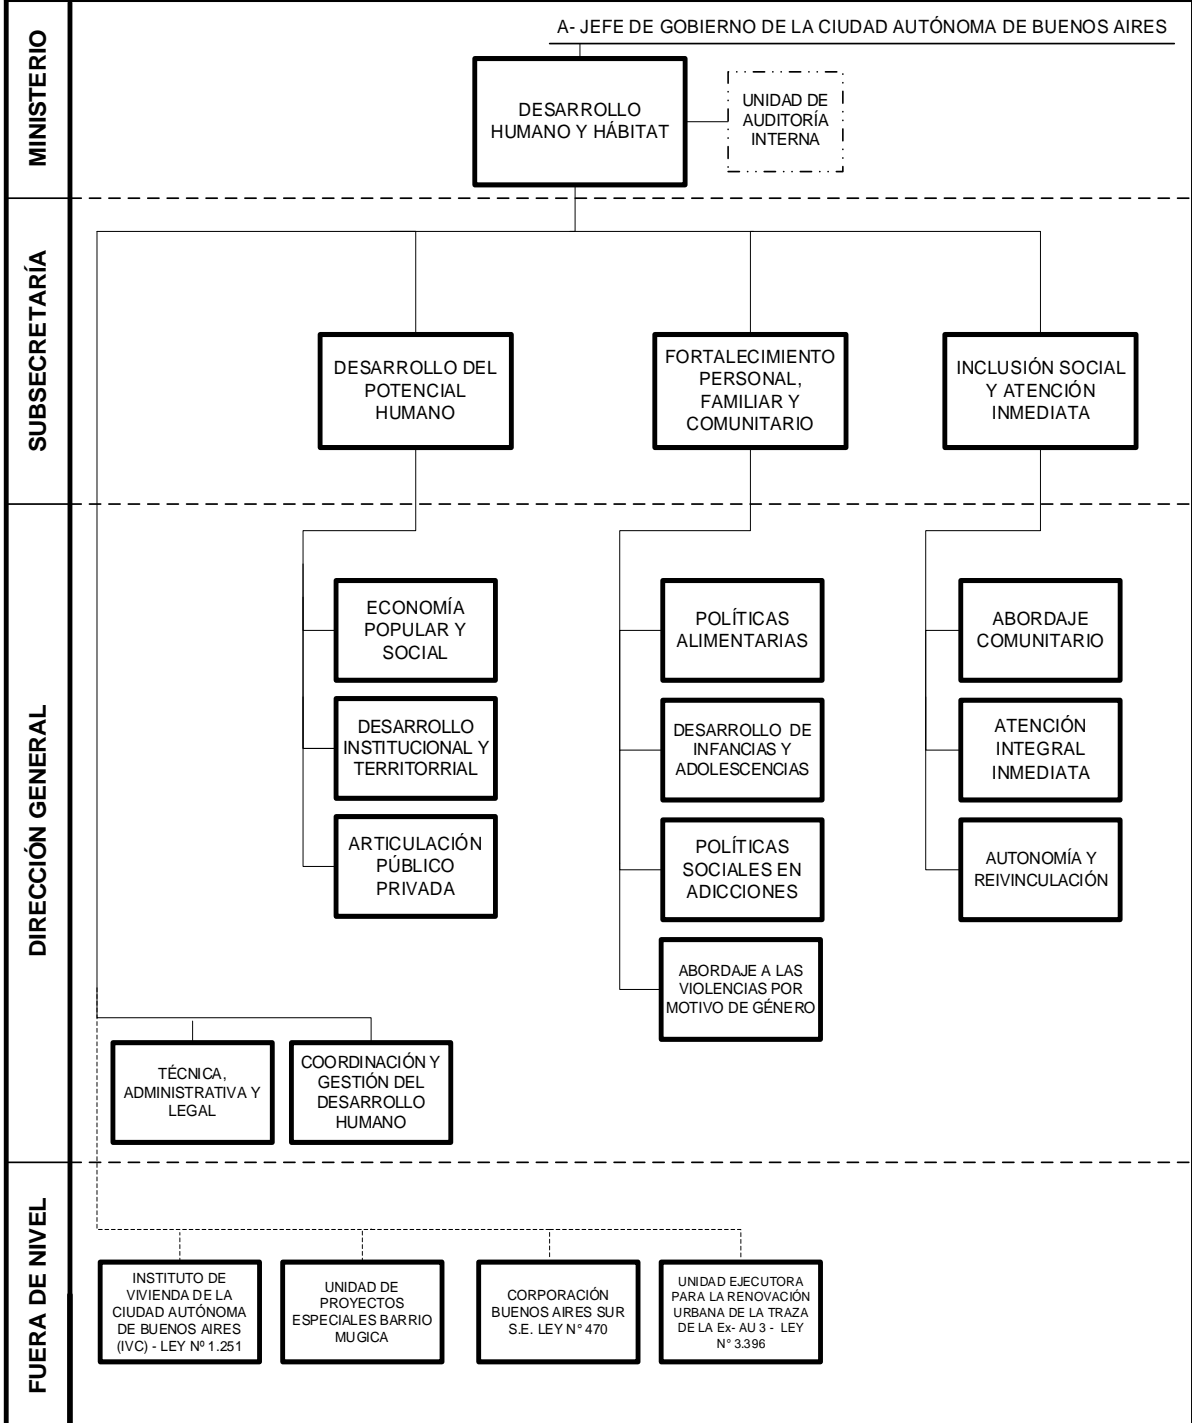 MINISTERIO
A- JEFE DE GOBIERNO DE LA CIUDAD AUTÓNOMA DE BUENOS AIRES
DESARROLLO
HUMANO Y HÁBITAT
UNIDAD DE
AUDITORÍA
INTERNA
SUBSECRETARÍA
DESARROLLO DEL
POTENCIAL
HUMANO
FORTALECIMIENTO
PERSONAL,
FAMILIAR Y
COMUNITARIO
INCLUSIÓN SOCIAL
Y ATENCIÓN
INMEDIATA
DIRECCIÓN GENERAL
ECONOMÍA
POPULAR Y
SOCIAL
DESARROLLO
INSTITUCIONAL Y
TERRITORRIAL
ARTICULACIÓN
PÚBLICO
PRIVADA
POLÍTICAS
ALIMENTARIAS
DESARROLLO DE
INFANCIAS Y
ADOLESCENCIAS
POLÍTICAS
SOCIALES EN
ADICCIONES
ABORDAJE A LAS
VIOLENCIAS POR
MOTIVO DE GÉNERO
ABORDAJE
COMUNITARIO
ATENCIÓN
INTEGRAL
INMEDIATA
AUTONOMÍA Y
REIVINCULACIÓN
TÉCNICA,
ADMINISTRATIVA Y
LEGAL
COORDINACIÓN Y
GESTIÓN DEL
DESARROLLO
HUMANO
FUERA DE NIVEL
INSTITUTO DE
VIVIENDA DE LA
CIUDAD AUTÓNOMA
DE BUENOS AIRES
(IVC) - LEY Nº 1.251
UNIDAD DE
PROYECTOS
ESPECIALES BARRIO
MUGICA
CORPORACIÓN
BUENOS AIRES SUR
S.E. LEY N° 470
UNIDAD EJECUTORA
PARA LA RENOVACIÓN
URBANA DE LA TRAZA
DE LA Ex- AU 3 - LEY
N° 3.396